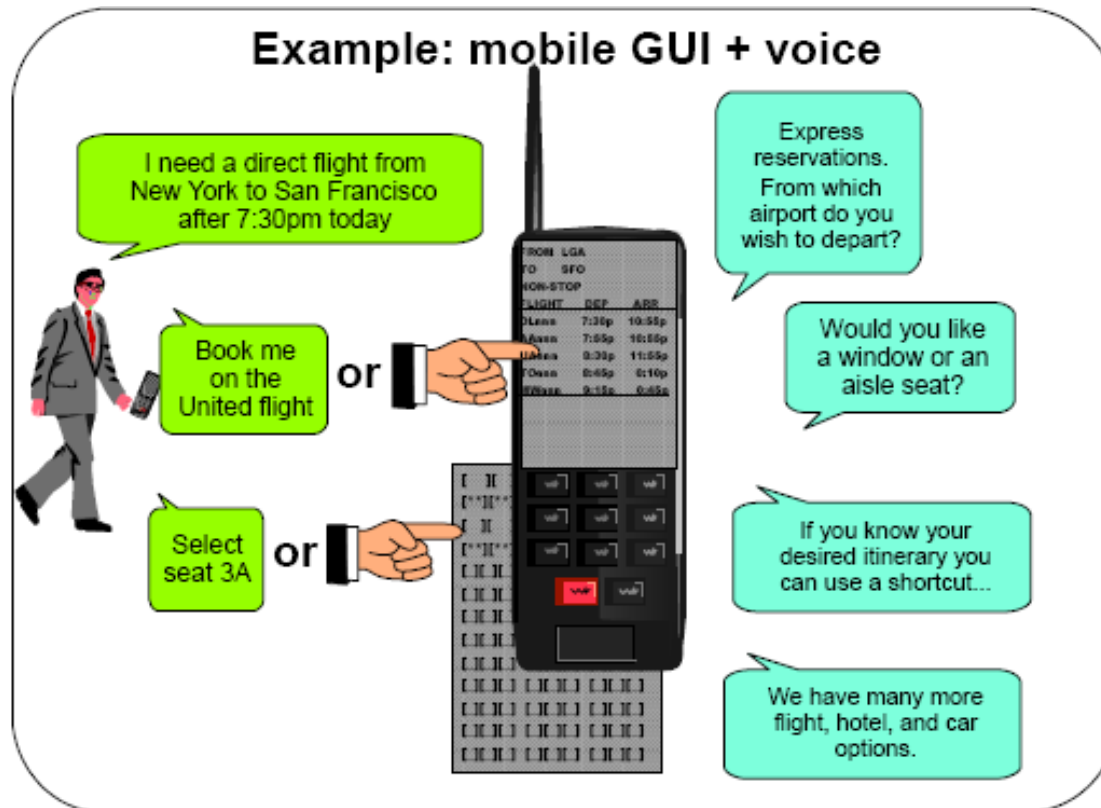 Example: mobile GUI + voice
I need a direct flight from
New York to San Francisco
after 7:30pm today
Express
reservations.
From which
airport do you
wish to depart?
Book me
on the
United flight
or
Would you like
a window or an
aisle seat?
FROM LGA
TO SFO
NON-STOP
FLIGHT DEP ARR
7:30p 10:55p
7:55p 10:55p
8:30p 11:55p
8:45p 0:10p
9:15p 0:45p
Select
seat 3A
or
If you know your
desired itinerary you
can use a shortcut...
We have many more
flight, hotel, and car
options.
[ ][
[**][**]
[ ][
[**][**]
[ ][ ][
[ ][ ][
[ ][ ][
[ ][ ][
[ ][ ][
[ ][ ][ ] [ ][ ][ ] [ ][ ][ ]
[ ][ ][ ] [ ][ ][ ] [ ][ ][ ]
[ ][ ][ ] [ ][ ][ ] [ ][ ][ ]
[ ][ ][ ] [ ][ ][ ] [ ][ ][ ]